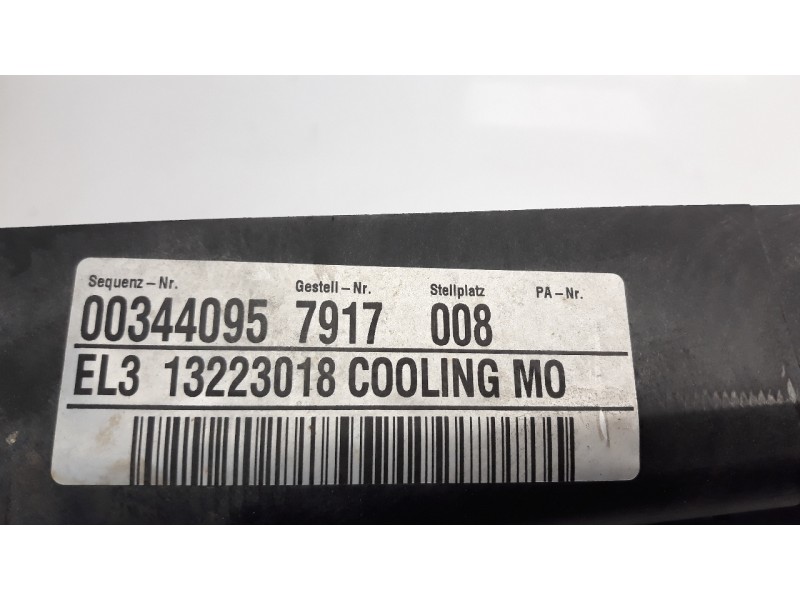 Sequenz-Nr. Gestell-Nr. Stellplatz PA-Nr.
00344095 7917 008
EL3 13223018 COOLING MO